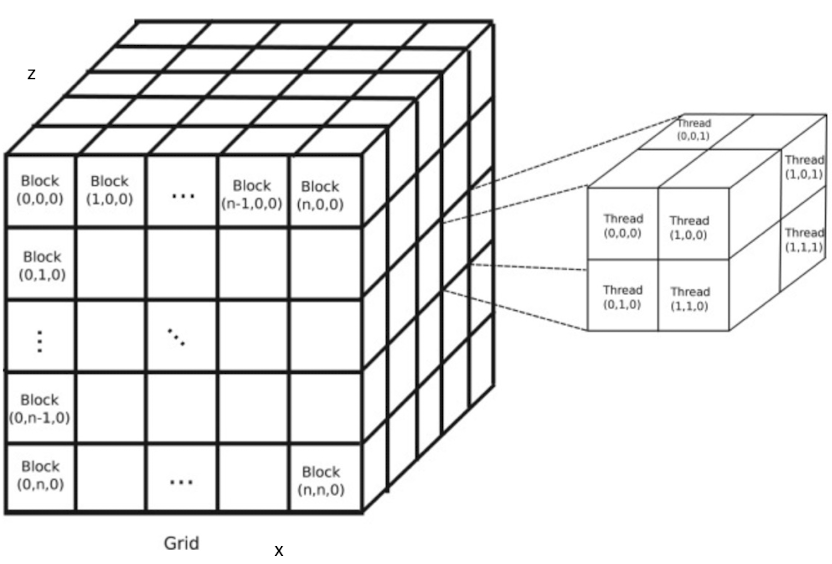 z
Block
(0,0,0)
Block
(1,0,0)
...
Block
(n-1,0,0)
Block
(n,0,0)
Block
(0,1,0)
⋮
⋱
Block
(0,n-1,0)
Block
(0,n,0)
...
Block
(n,n,0)
Grid
x
Thread
(0,0,1)
Thread
(1,0,1)
Thread
(0,0,0)
Thread
(1,0,0)
Thread
(1,1,1)
Thread
(0,1,0)
Thread
(1,1,0)